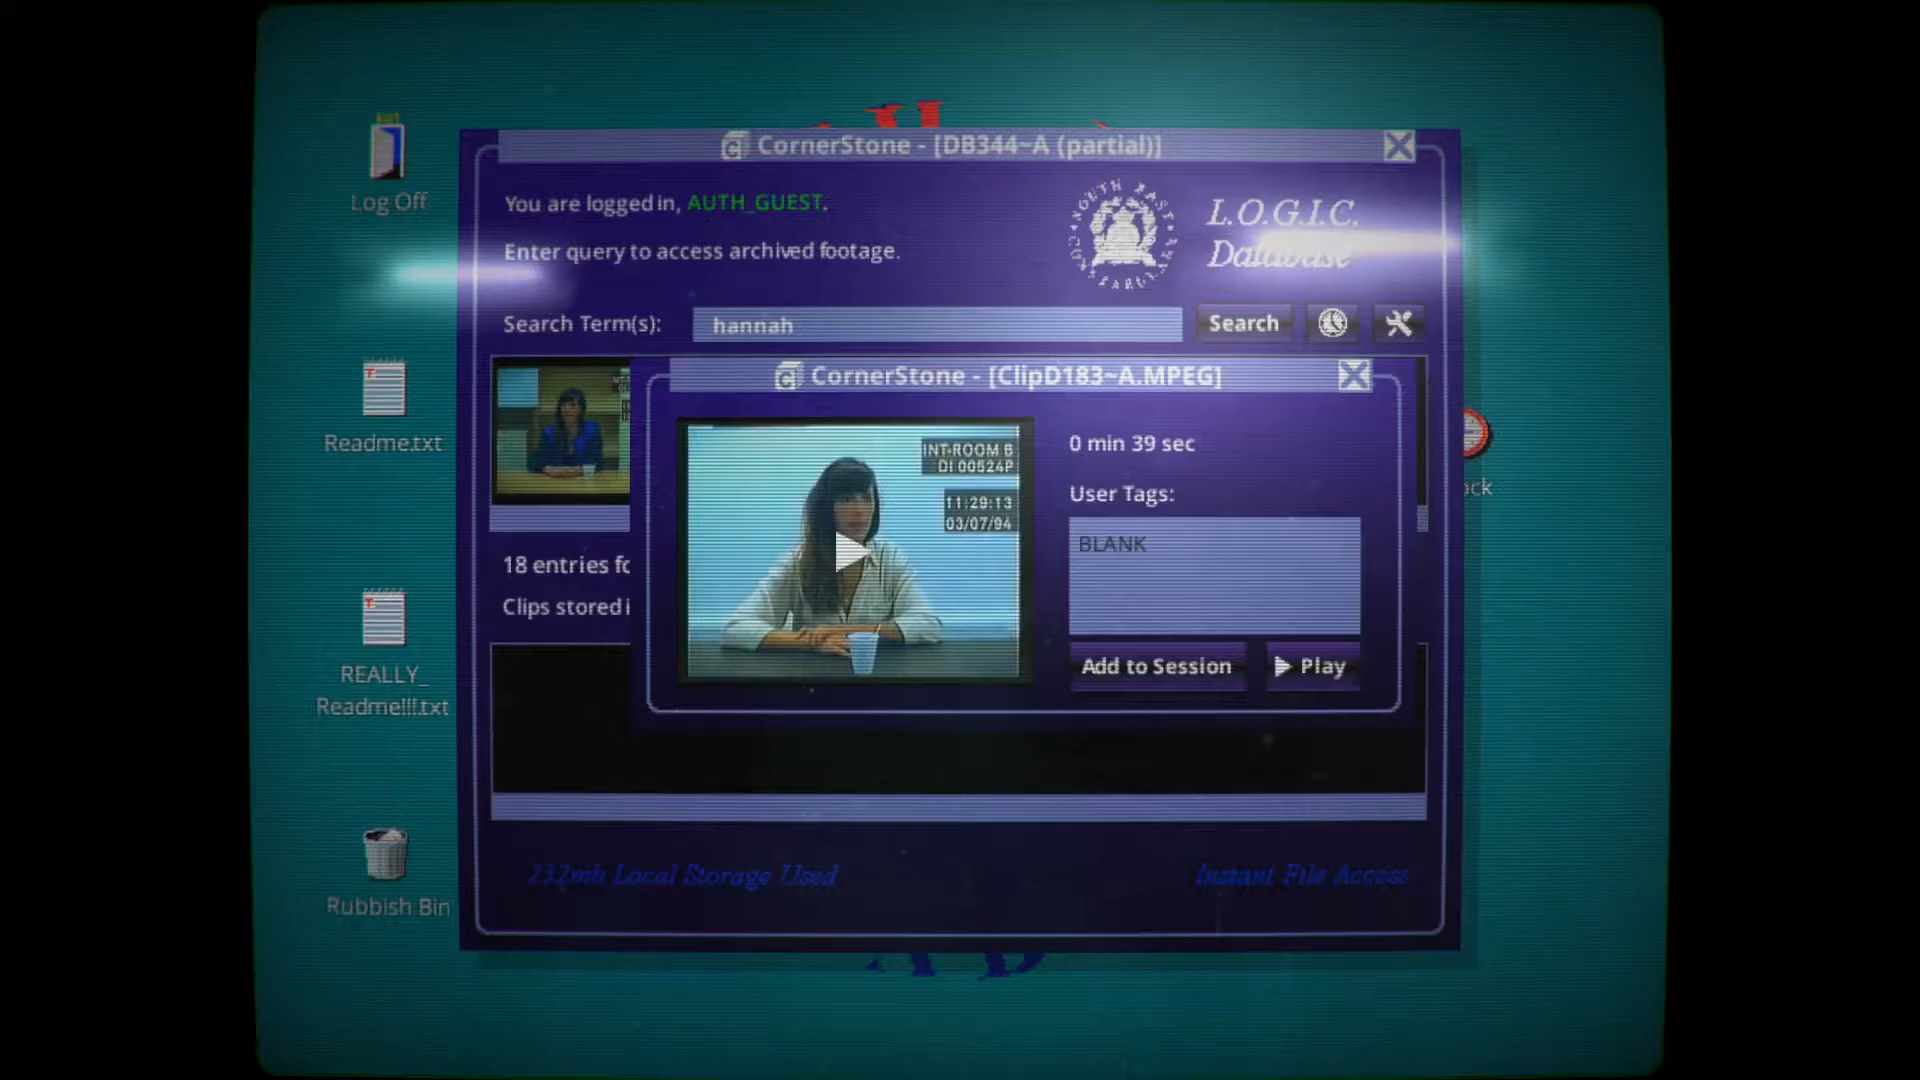 Log Off
Readme.txt
REALLY_
Readme!!!.txt
Rubbish Bin
CornerStone - [DB344~A (partial)]
You are logged in, AUTH_GUEST.
Enter query to access archived footage.
L.O.G.I.C.
Database
Search Term(s):
hannah
Search
CornerStone - [ClipD183~A.MPEG]
INT-ROOM 6
DI 00524P
11:29:13
03/07/94
0 min 39 sec
User Tags:
BLANK
Add to Session
Play
18 entries fo
Clips stored i
232mb Local Storage Used
Instant File Access
ock